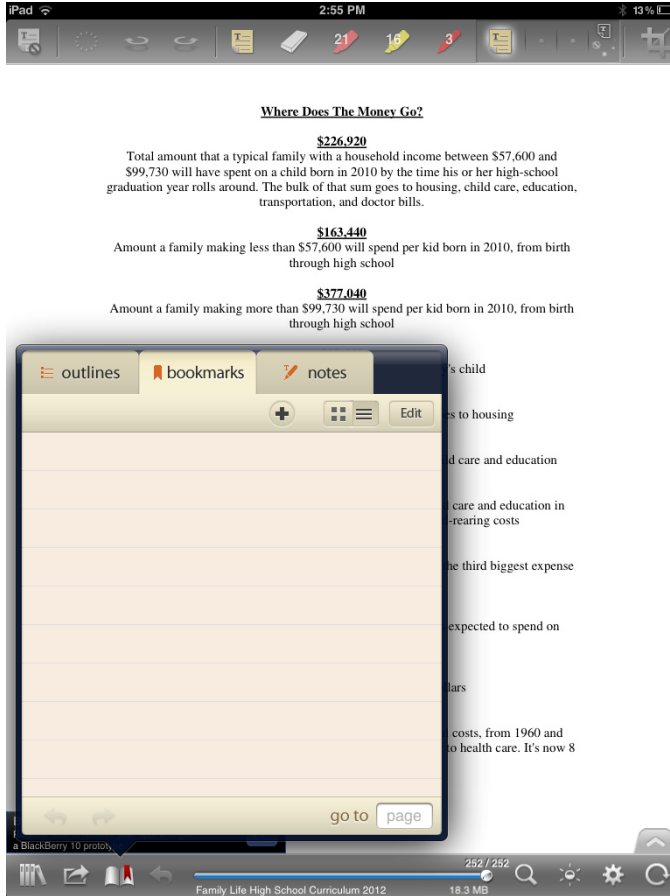 iPad
2:55 PM
13%
21
16
3
Where Does The Money Go?
$226,920
Total amount that a typical family with a household income between $57,600 and
$99,730 will have spent on a child born in 2010 by the time his or her high-school
graduation year rolls around. The bulk of that sum goes to housing, child care, education,
transportation, and doctor bills.
$163,440
Amount a family making less than $57,600 will spend per kid born in 2010, from birth
through high school
$377,040
Amount a family making more than $99,730 will spend per kid born in 2010, from birth
through high school
's child
to housing
care and education
care and education in
-rearing costs
third biggest expense
expected to spend on
costs, from 1960 and
to health care. It's now 8
outlines
bookmarks
notes
Edit
go to
page
a BlackBerry 10
252 / 252
Family Life High School Curriculum 2012
18.3 MB